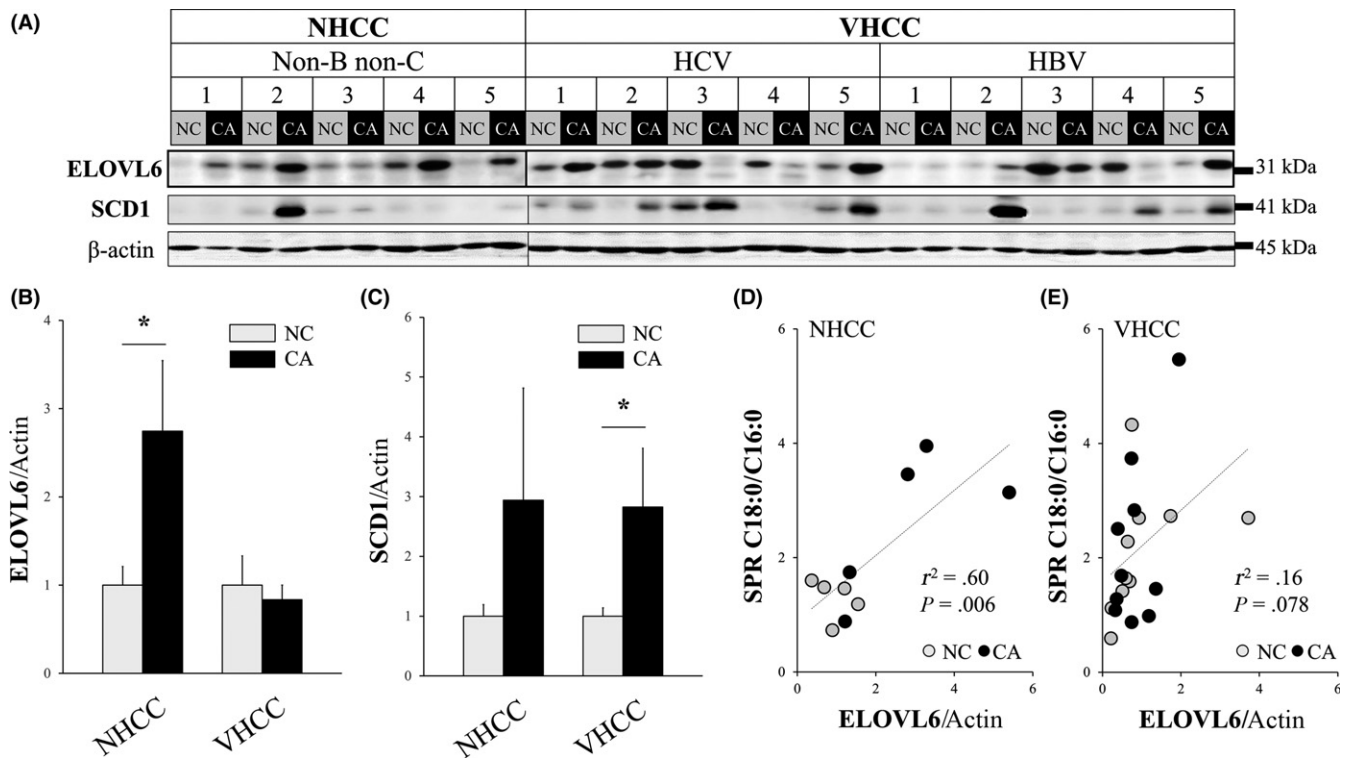 (A)
NHCC VHCC
Non-B non-C HCV HBV
1 2 3 4 5 1 2 3 4 5 1 2 3 4 5
NC CA NC CA NC CA NC CA NC CA NC CA NC CA NC CA NC CA NC CA NC CA NC CA NC CA NC CA NC CA
ELOVL6 31 kDa
SCD1 41 kDa
β-actin 45 kDa
(B)
ELOVL6/Actin
4
3
2
1
0
*
NC
CA
NHCC VHCC
(C)
SCD1/Actin
6
5
4
3
2
1
0
NC
CA
*
NHCC VHCC
(D)
NHCC
SPR C18:0/C16:0
6
4
2
0
r² = .60
P = .006
NC CA
0 2 4 6
ELOVL6/Actin
(E)
VHCC
SPR C18:0/C16:0
6
4
2
0
r² = .16
P = .078
NC CA
0 2 4 6
ELOVL6/Actin